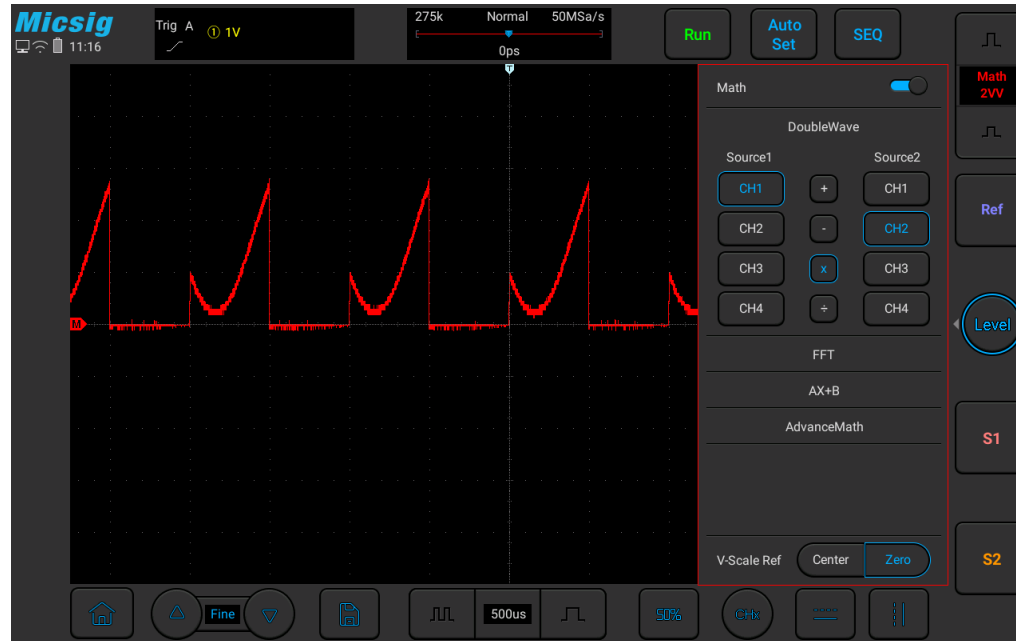 Micsig
11:16
Trig A ① 1V
275k Normal 50MSa/s
0ps
Run
Auto
Set
SEQ
T
Math
2VV
Math
DoubleWave
Source1 Source2
CH1 + CH1
CH2 - CH2
CH3 x CH3
CH4 ÷ CH4
FFT
AX+B
AdvanceMath
V-Scale Ref Center Zero
Ref
Level
S1
S2
M
Fine
500us
50%
CHx